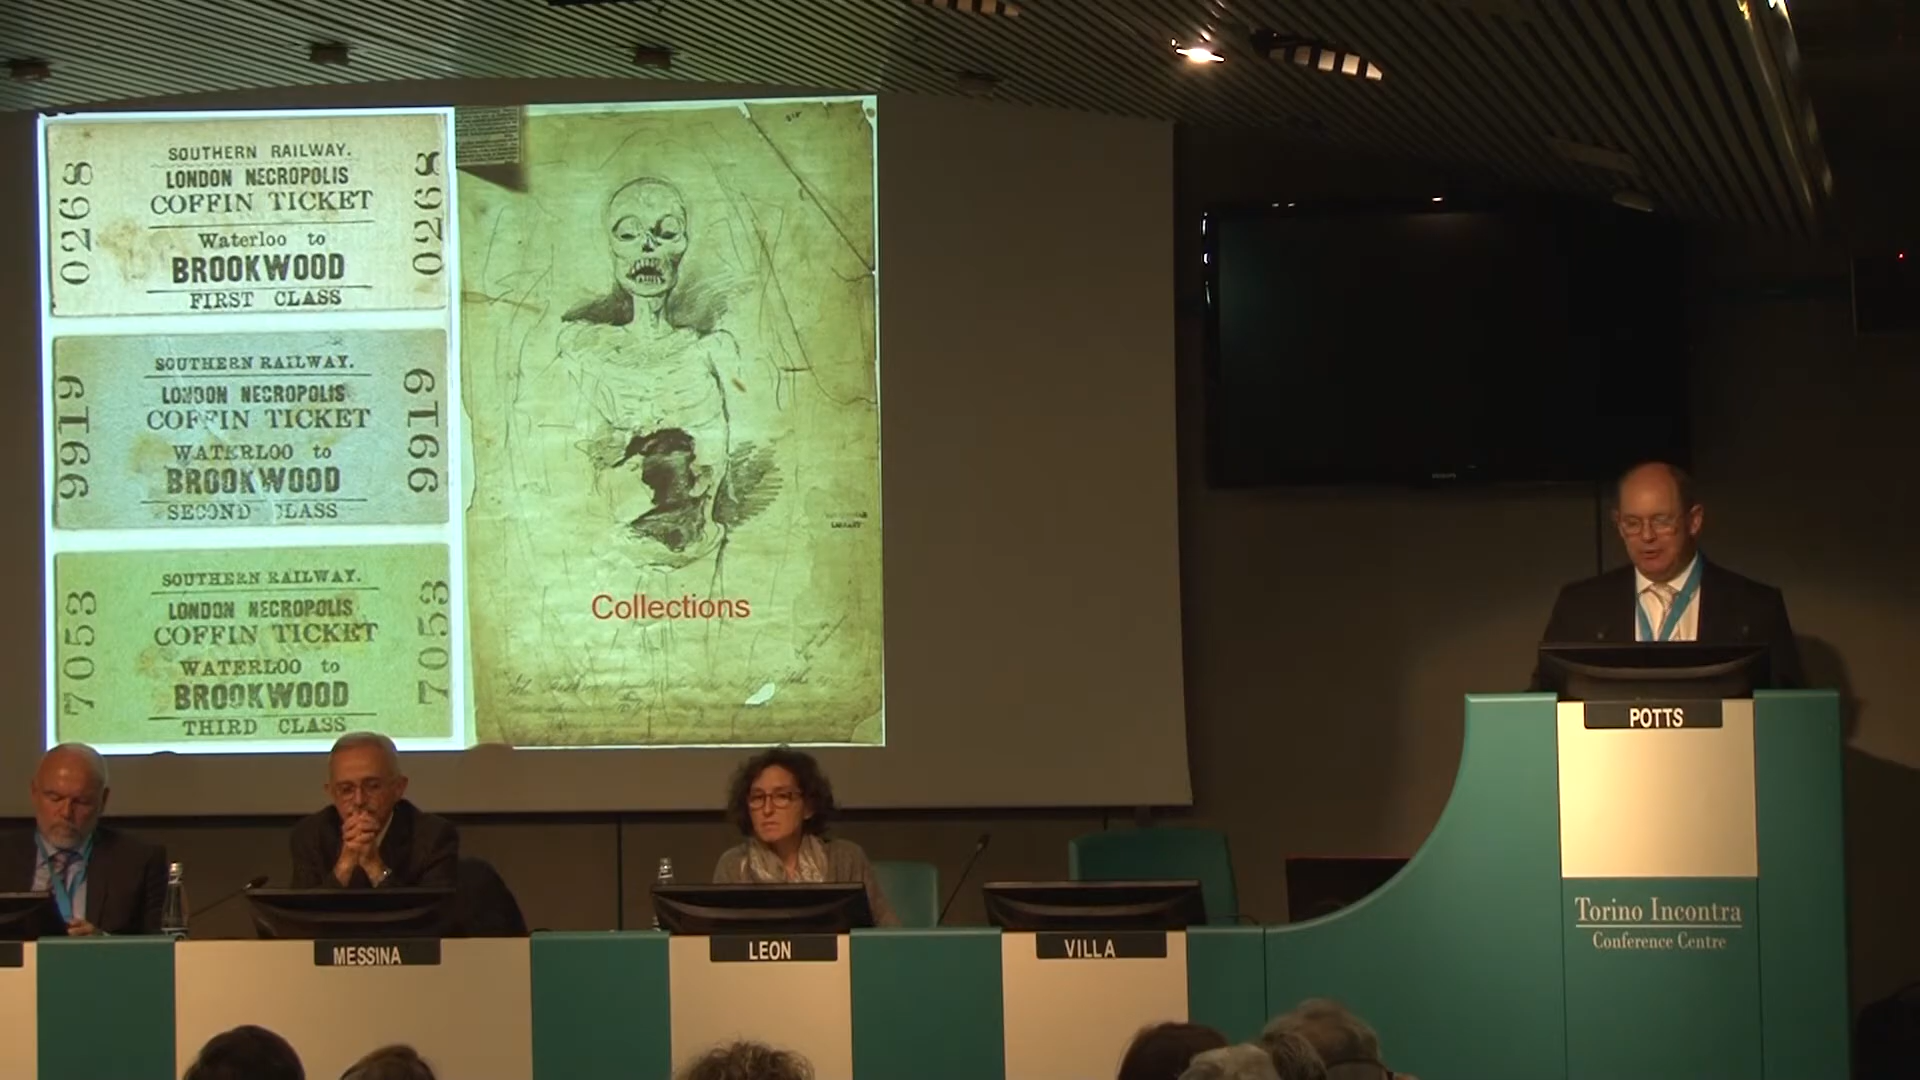 0268
SOUTHERN RAILWAY.
LONDON NECROPOLIS
COFFIN TICKET
Waterloo to
BROOKWOOD
FIRST CLASS
0268
9919
SOUTHERN RAILWAY.
LONDON NECROPOLIS
COFFIN TICKET
WATERLOO to
BROOKWOOD
SECOND CLASS
9919
7053
SOUTHERN RAILWAY.
LONDON NECROPOLIS
COFFIN TICKET
WATERLOO to
BROOKWOOD
THIRD CLASS
7053
Collections
POTTS
MESSINA
LEON
VILLA
Torino Incontra
Conference Centre